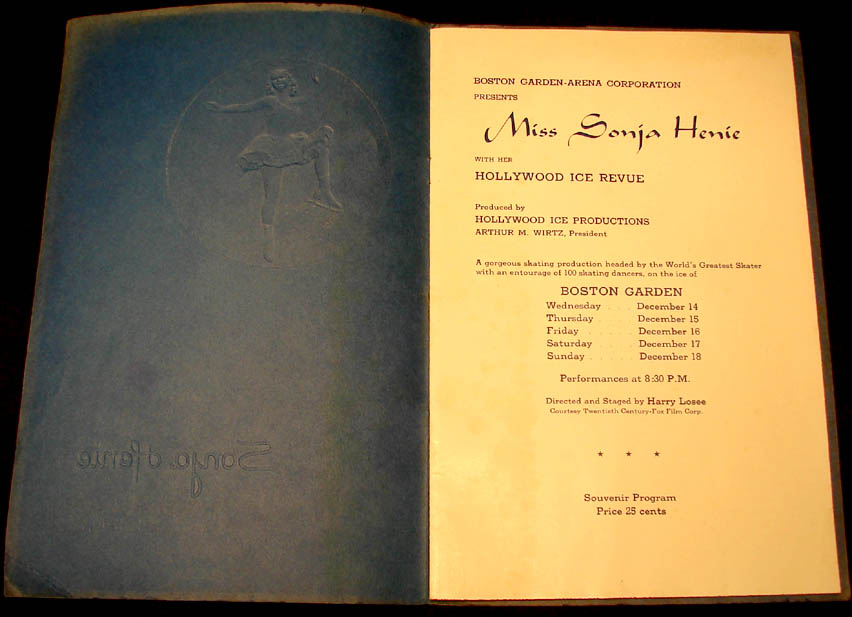 Sonja Henie
BOSTON GARDEN-ARENA CORPORATION
PRESENTS
Miss Sonja Henie
WITH HER
HOLLYWOOD ICE REVUE
Produced by
HOLLYWOOD ICE PRODUCTIONS
ARTHUR M. WIRTZ, President
A gorgeous skating production headed by the World's Greatest Skater
with an entourage of 100 skating dancers, on the ice of
BOSTON GARDEN
Wednesday . . . December 14
Thursday . . . . December 15
Friday . . . . . December 16
Saturday . . . . December 17
Sunday . . . . . December 18
Performances at 8:30 P.M.
Directed and Staged by Harry Losee
Courtesy Twentieth Century-Fox Film Corp.
Souvenir Program
Price 25 cents